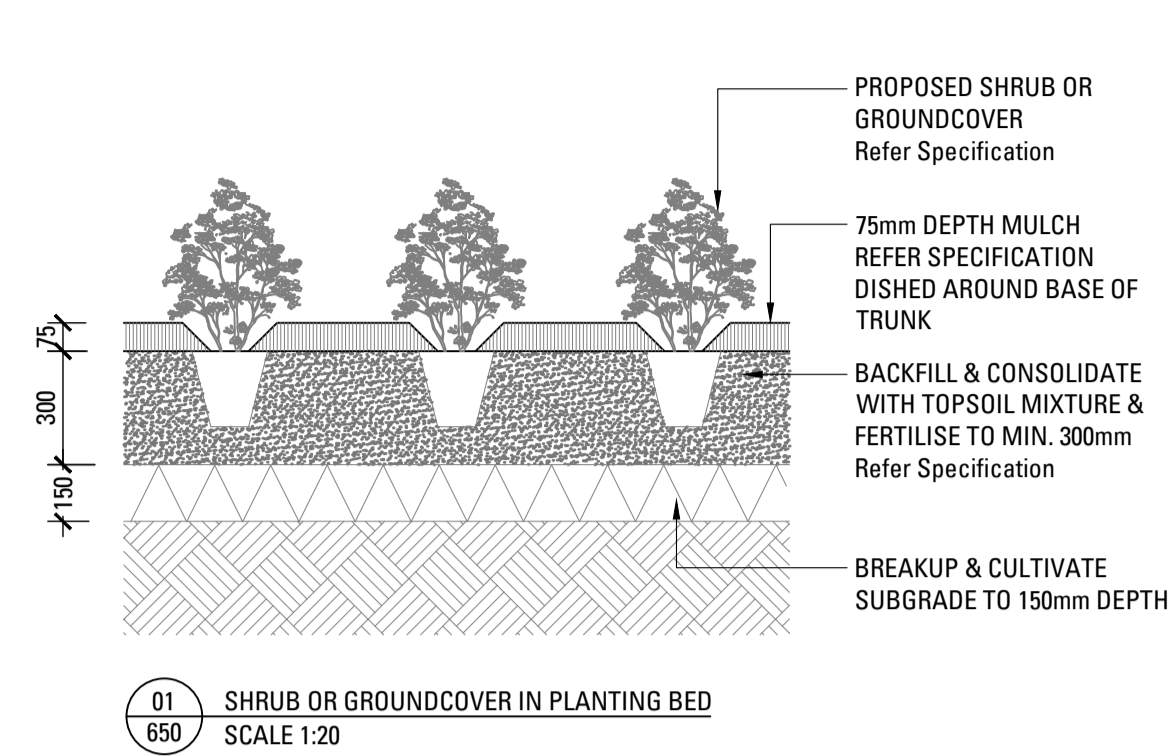 PROPOSED SHRUB OR
GROUNDCOVER
Refer Specification
75mm DEPTH MULCH
REFER SPECIFICATION
DISHED AROUND BASE OF
TRUNK
BACKFILL & CONSOLIDATE
WITH TOPSOIL MIXTURE &
FERTILISE TO MIN. 300mm
Refer Specification
BREAKUP & CULTIVATE
SUBGRADE TO 150mm DEPTH
75
300
150
01
SHRUB OR GROUNDCOVER IN PLANTING BED
650
SCALE 1:20